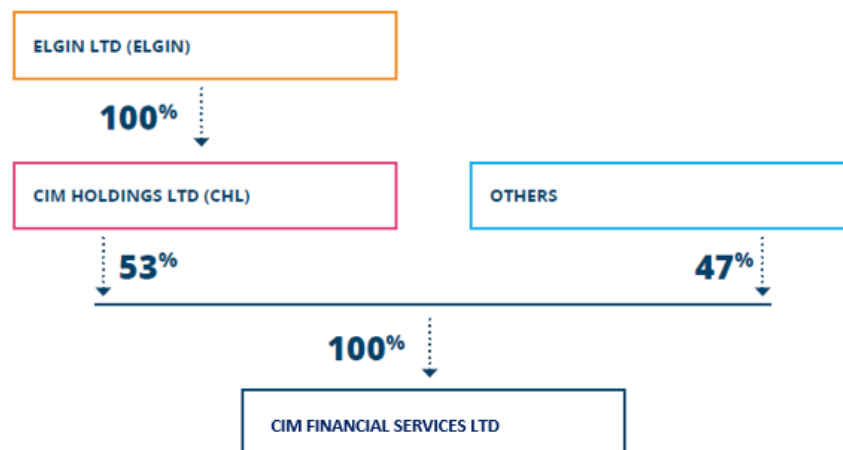 ELGIN LTD (ELGIN)
100%
CIM HOLDINGS LTD (CHL)
OTHERS
53%
47%
100%
CIM FINANCIAL SERVICES LTD